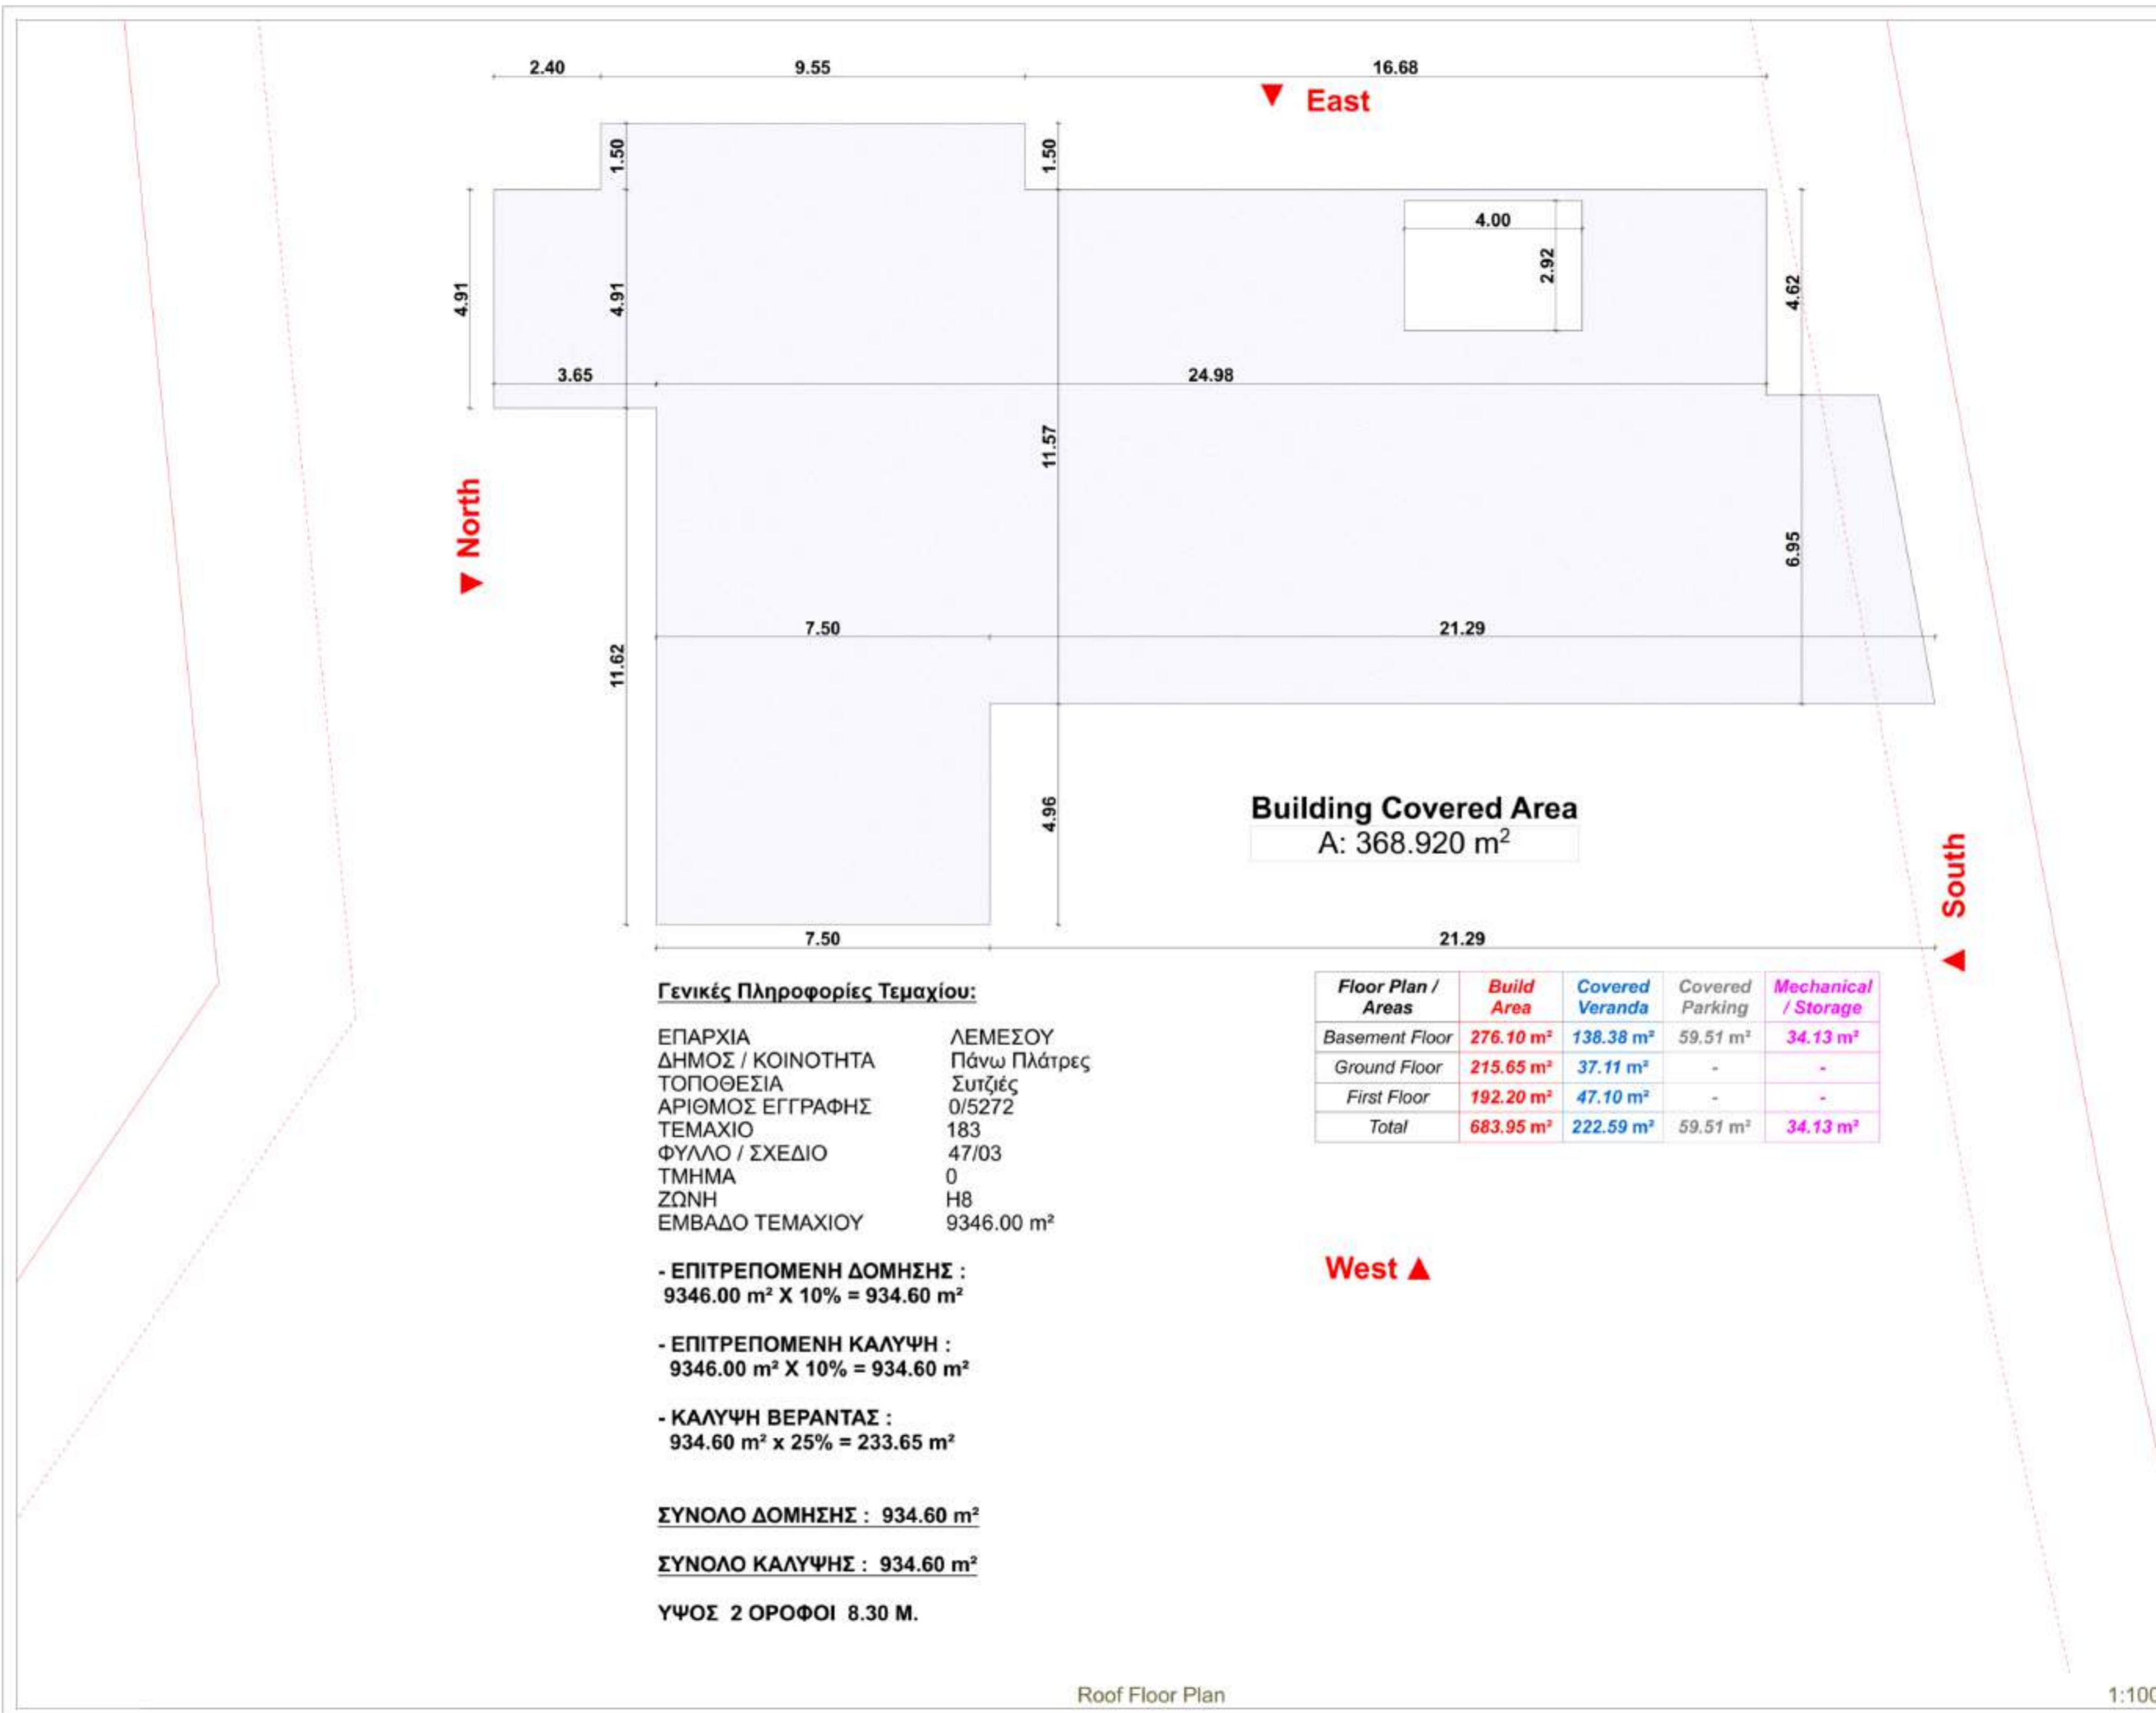 2.40 9.55 16.68
East
1.50 1.50
4.00
2.92
4.91 4.91 4.62
3.65 24.98
11.57
North
6.95
7.50 21.29
11.62
4.96
Building Covered Area
A: 368.920 m²
South
7.50 21.29
Γενικές Πληροφορίες Τεμαχίου:
ΕΠΑΡΧΙΑ ΛΕΜΕΣΟΥ
ΔΗΜΟΣ / ΚΟΙΝΟΤΗΤΑ Πάνω Πλάτρες
ΤΟΠΟΘΕΣΙΑ Συτζιές
ΑΡΙΘΜΟΣ ΕΓΓΡΑΦΗΣ 0/5272
ΤΕΜΑΧΙΟ 183
ΦΥΛΛΟ / ΣΧΕΔΙΟ 47/03
ΤΜΗΜΑ 0
ΖΩΝΗ Η8
ΕΜΒΑΔΟ ΤΕΜΑΧΙΟΥ 9346.00 m²
- ΕΠΙΤΡΕΠΟΜΕΝΗ ΔΟΜΗΣΗΣ :
9346.00 m² X 10% = 934.60 m²
- ΕΠΙΤΡΕΠΟΜΕΝΗ ΚΑΛΥΨΗ :
9346.00 m² X 10% = 934.60 m²
- ΚΑΛΥΨΗ ΒΕΡΑΝΤΑΣ :
934.60 m² x 25% = 233.65 m²
ΣΥΝΟΛΟ ΔΟΜΗΣΗΣ : 934.60 m²
ΣΥΝΟΛΟ ΚΑΛΥΨΗΣ : 934.60 m²
ΥΨΟΣ 2 ΟΡΟΦΟΙ 8.30 Μ.
Floor Plan / Build Covered Covered Mechanical
Areas Area Veranda Parking / Storage
Basement Floor 276.10 m² 138.38 m² 59.51 m² 34.13 m²
Ground Floor 215.65 m² 37.11 m² - -
First Floor 192.20 m² 47.10 m² - -
Total 683.95 m² 222.59 m² 59.51 m² 34.13 m²
West
Roof Floor Plan
1:100